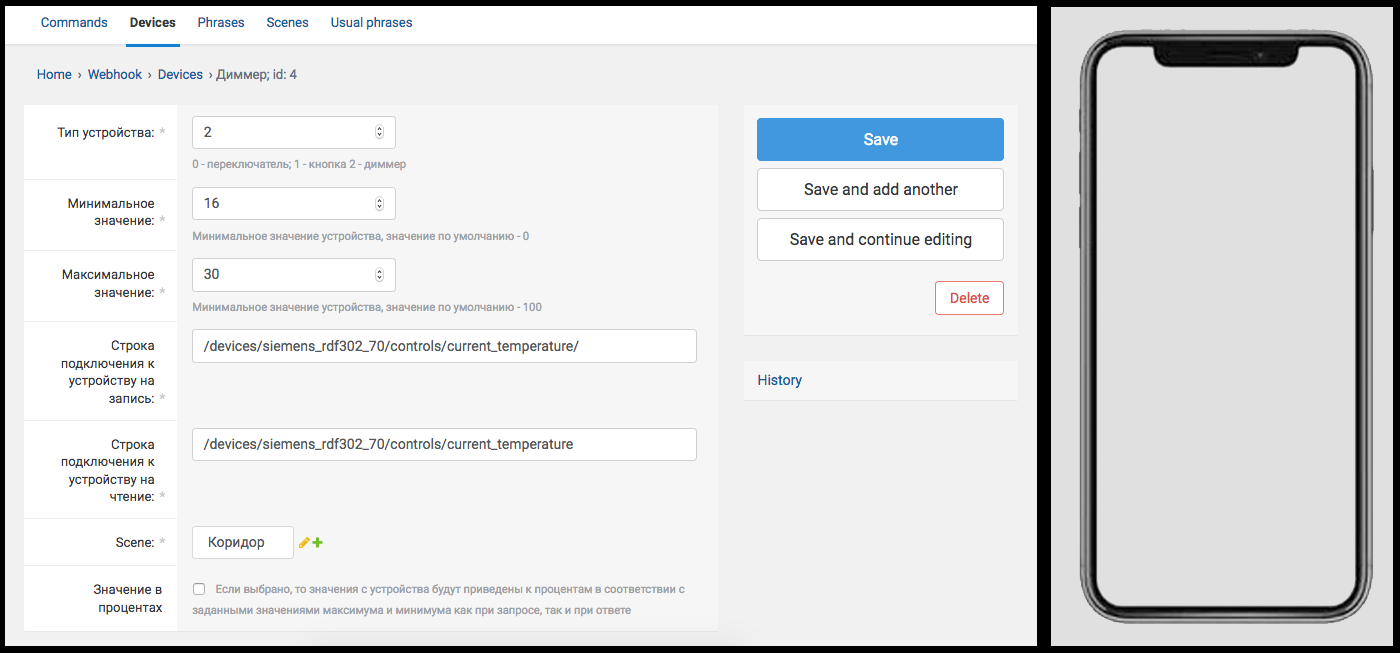 Commands Devices Phrases Scenes Usual phrases
Home › Webhook › Devices › Диммер; id: 4
Тип устройства: *
2
0 - переключатель; 1 - кнопка 2 - диммер
Минимальное
значение: *
16
Минимальное значение устройства, значение по умолчанию - 0
Максимальное
значение: *
30
Минимальное значение устройства, значение по умолчанию - 100
Строка
подключения к
устройству на
запись: *
/devices/siemens_rdf302_70/controls/current_temperature/
Строка
подключения к
устройству на
чтение: *
/devices/siemens_rdf302_70/controls/current_temperature
Scene: *
Коридор
Значение в
процентах
Если выбрано, то значения с устройства будут приведены к процентам в соответствии с
заданными значениями максимума и минимума как при запросе, так и при ответе
Save
Save and add another
Save and continue editing
Delete
History